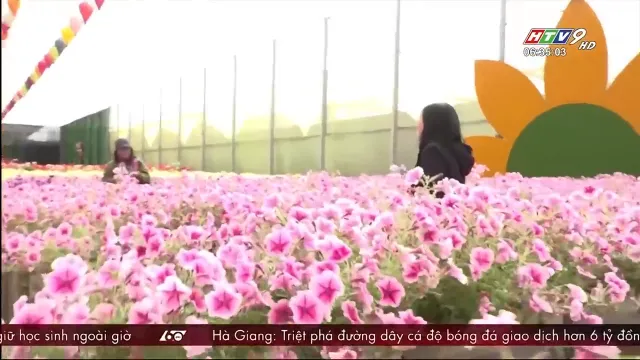 HTV9 HD
06:35:03
giữ học sinh ngoài giờ
60 Hà Giang: Triệt phá đường dây cá độ bóng đá giao dịch hơn 6 tỷ đồn